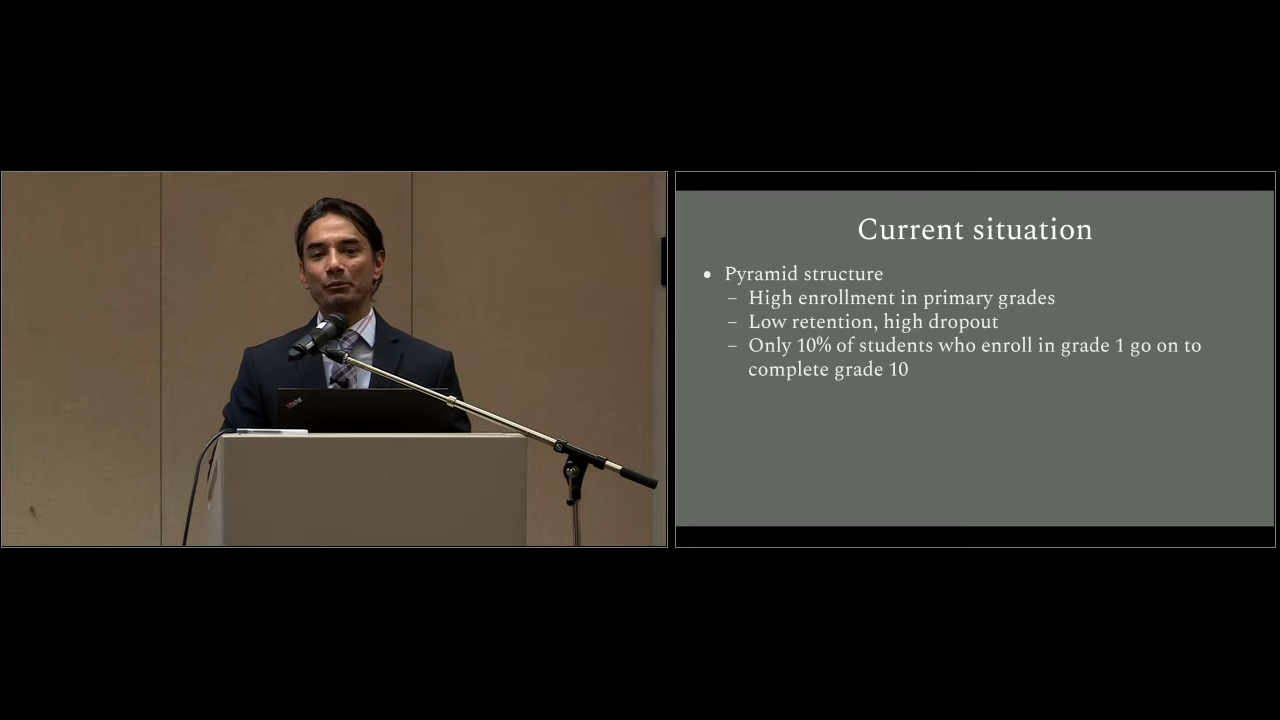 Current situation
• Pyramid structure
– High enrollment in primary grades
– Low retention, high dropout
– Only 10% of students who enroll in grade 1 go on to
complete grade 10
ThinkPad